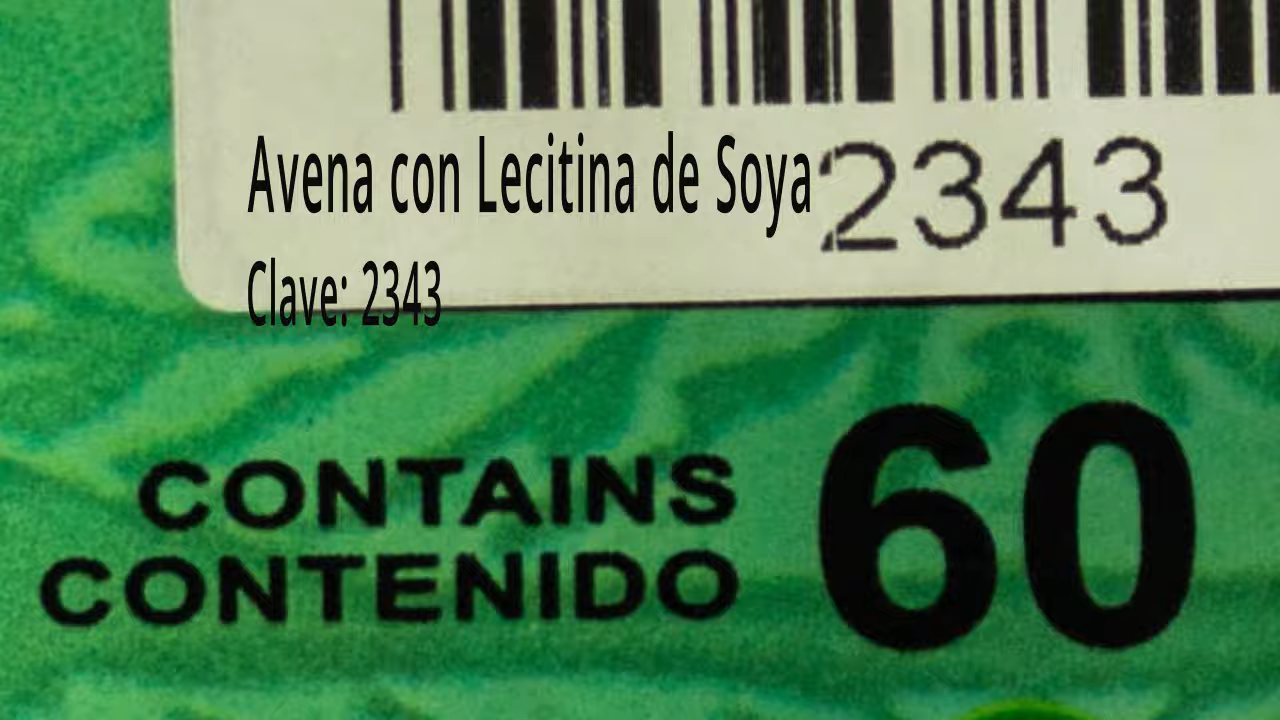 Avena con Lecitina de Soya 2343
Clave: 2343
CONTAINS
CONTENIDO 60